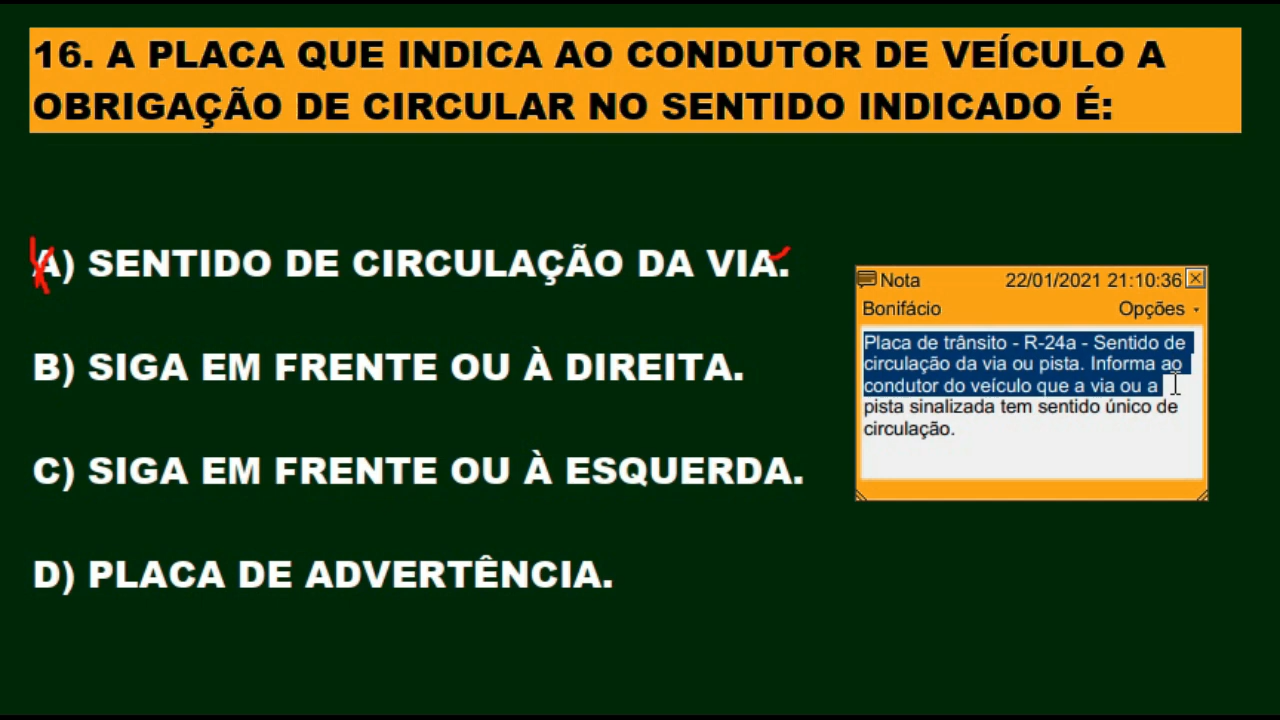 16. A PLACA QUE INDICA AO CONDUTOR DE VEÍCULO A
OBRIGAÇÃO DE CIRCULAR NO SENTIDO INDICADO É:
A) SENTIDO DE CIRCULAÇÃO DA VIA.
B) SIGA EM FRENTE OU À DIREITA.
C) SIGA EM FRENTE OU À ESQUERDA.
D) PLACA DE ADVERTÊNCIA.
Nota 22/01/2021 21:10:36
Bonifácio Opções
Placa de trânsito - R-24a - Sentido de
circulação da via ou pista. Informa ao
condutor do veículo que a via ou a
pista sinalizada tem sentido único de
circulação.